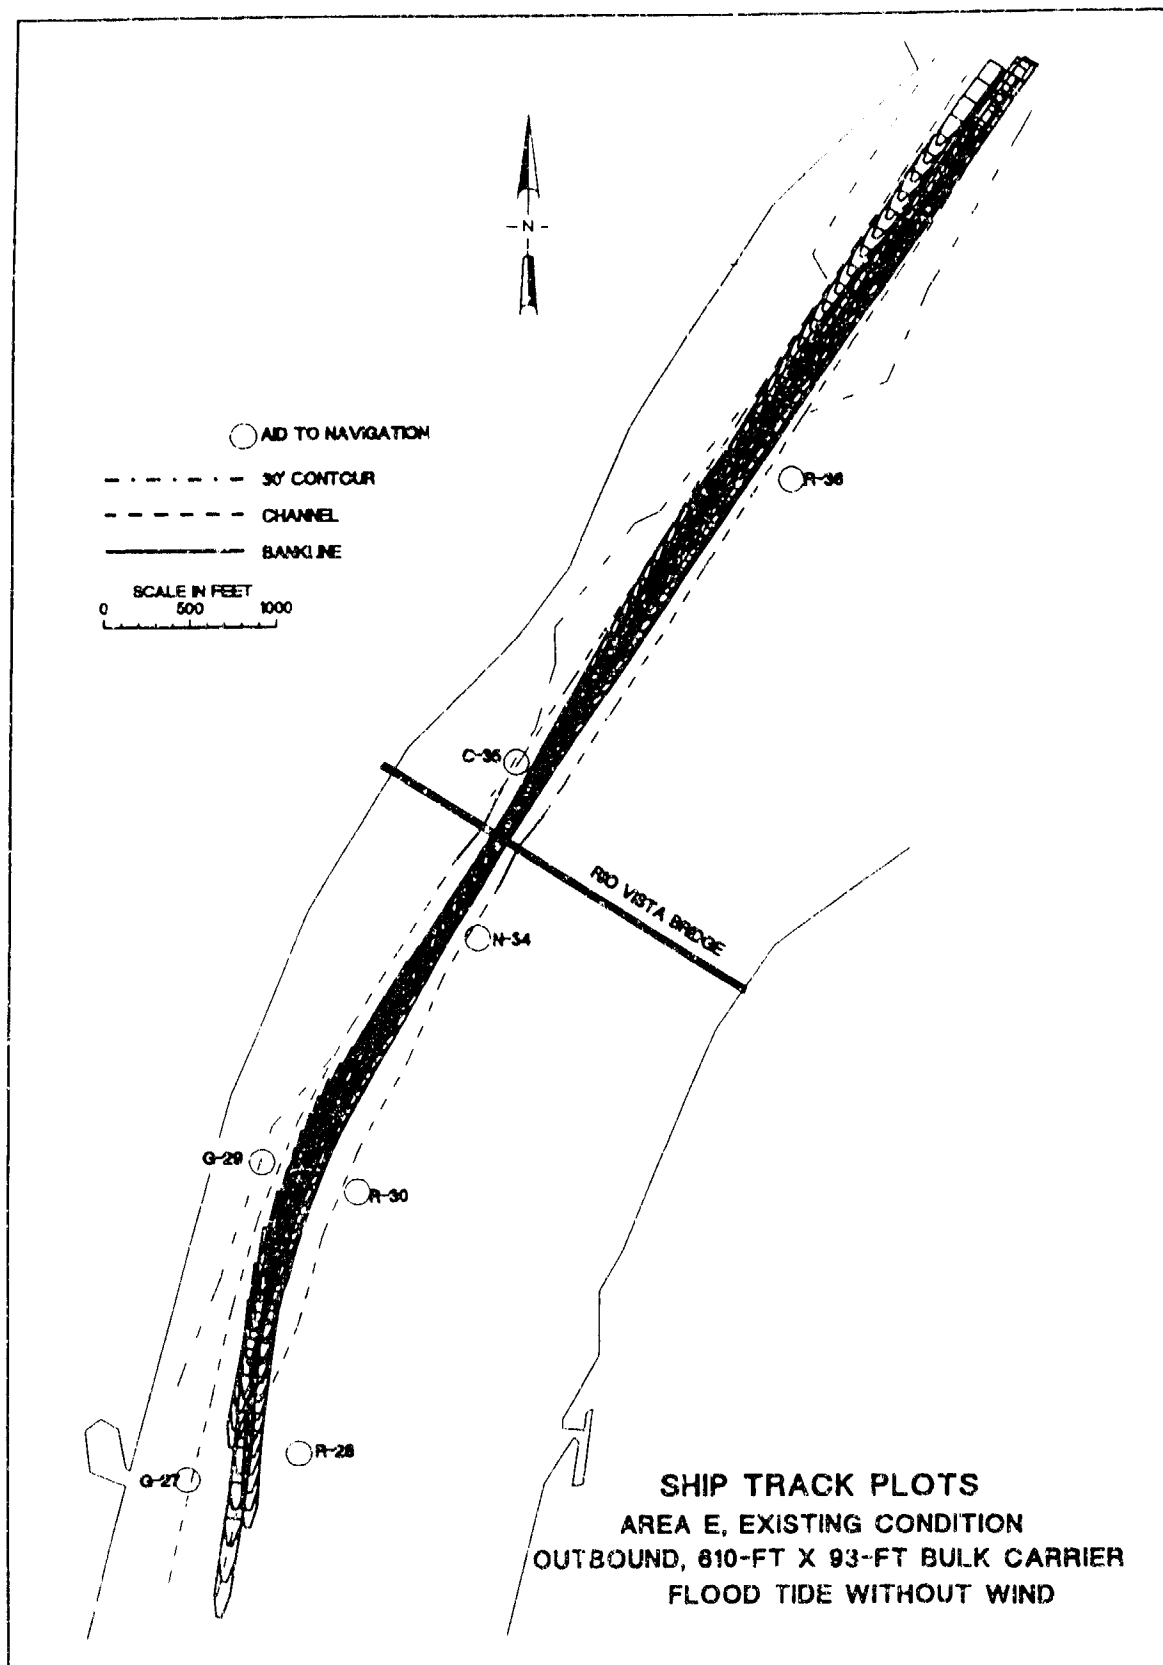 - N -
AID TO NAVIGATION
30' CONTOUR
CHANNEL
BANKLINE
SCALE IN FEET
0 500 1000
R-36
C-35
RIO VISTA BRIDGE
N-34
G-29
R-30
R-28
G-27
SHIP TRACK PLOTS
AREA E, EXISTING CONDITION
OUTBOUND, 610-FT X 93-FT BULK CARRIER
FLOOD TIDE WITHOUT WIND